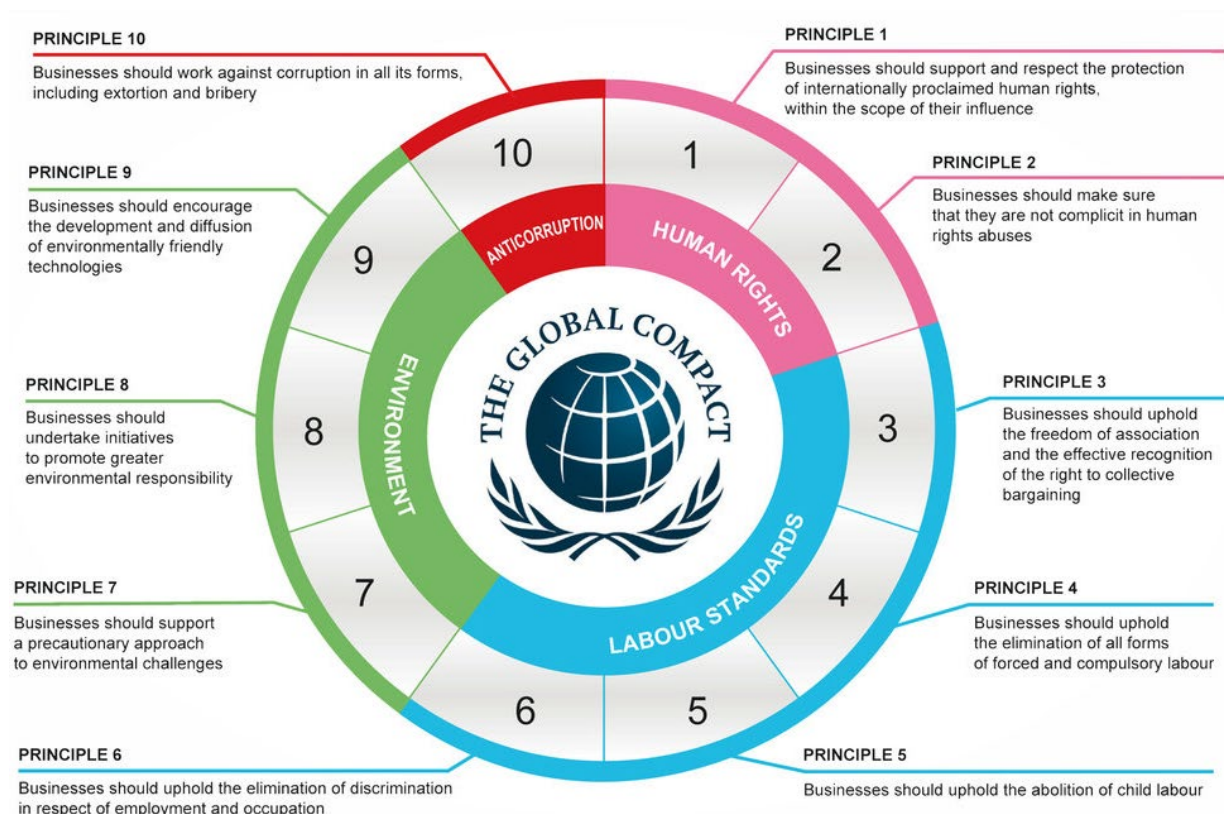 PRINCIPLE 10
Businesses should work against corruption in all its forms,
including extortion and bribery
PRINCIPLE 1
Businesses should support and respect the protection
of internationally proclaimed human rights,
within the scope of their influence
PRINCIPLE 9
Businesses should encourage
the development and diffusion
of environmentally friendly
technologies
PRINCIPLE 2
Businesses should make sure
that they are not complicit in human
rights abuses
PRINCIPLE 8
Businesses should
undertake initiatives
to promote greater
environmental responsibility
PRINCIPLE 3
Businesses should uphold
the freedom of association
and the effective recognition
of the right to collective
bargaining
PRINCIPLE 7
Businesses should support
a precautionary approach
to environmental challenges
PRINCIPLE 4
Businesses should uphold
the elimination of all forms
of forced and compulsory labour
PRINCIPLE 6
Businesses should uphold the elimination of discrimination
in respect of employment and occupation
PRINCIPLE 5
Businesses should uphold the abolition of child labour
10
1
2
3
4
5
6
7
8
9
ANTICORRUPTION
HUMAN RIGHTS
LABOUR STANDARDS
ENVIRONMENT
THE GLOBAL COMPACT